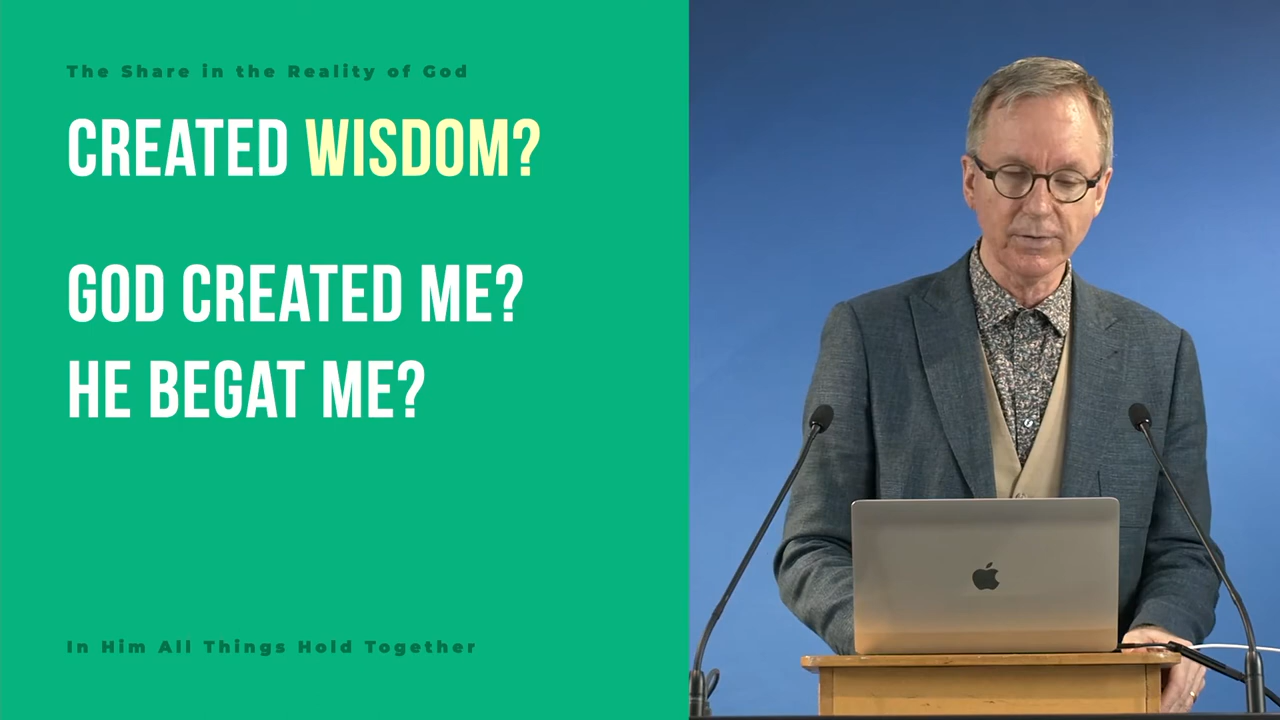 The Share in the Reality of God
CREATED WISDOM?
GOD CREATED ME?
HE BEGAT ME?
In Him All Things Hold Together